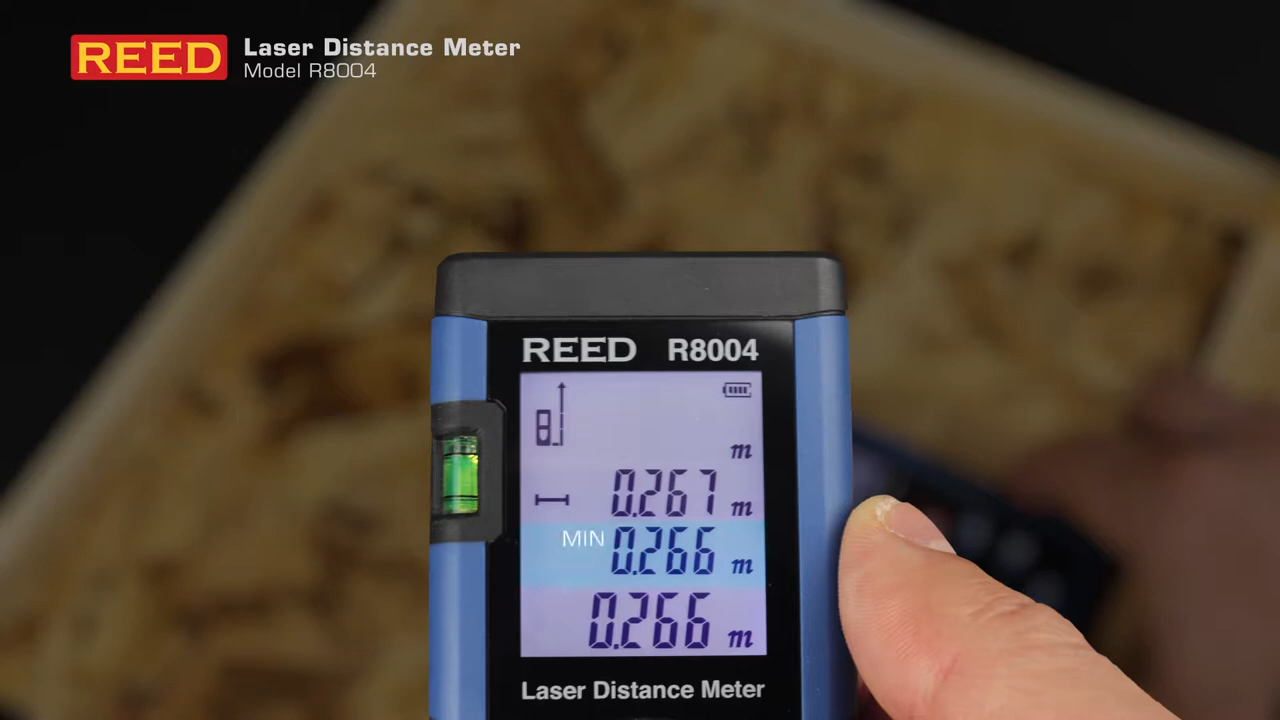 REED
Laser Distance Meter
Model R8004
REED R8004
m
0.267 m
MIN 0.266 m
0.266 m
Laser Distance Meter